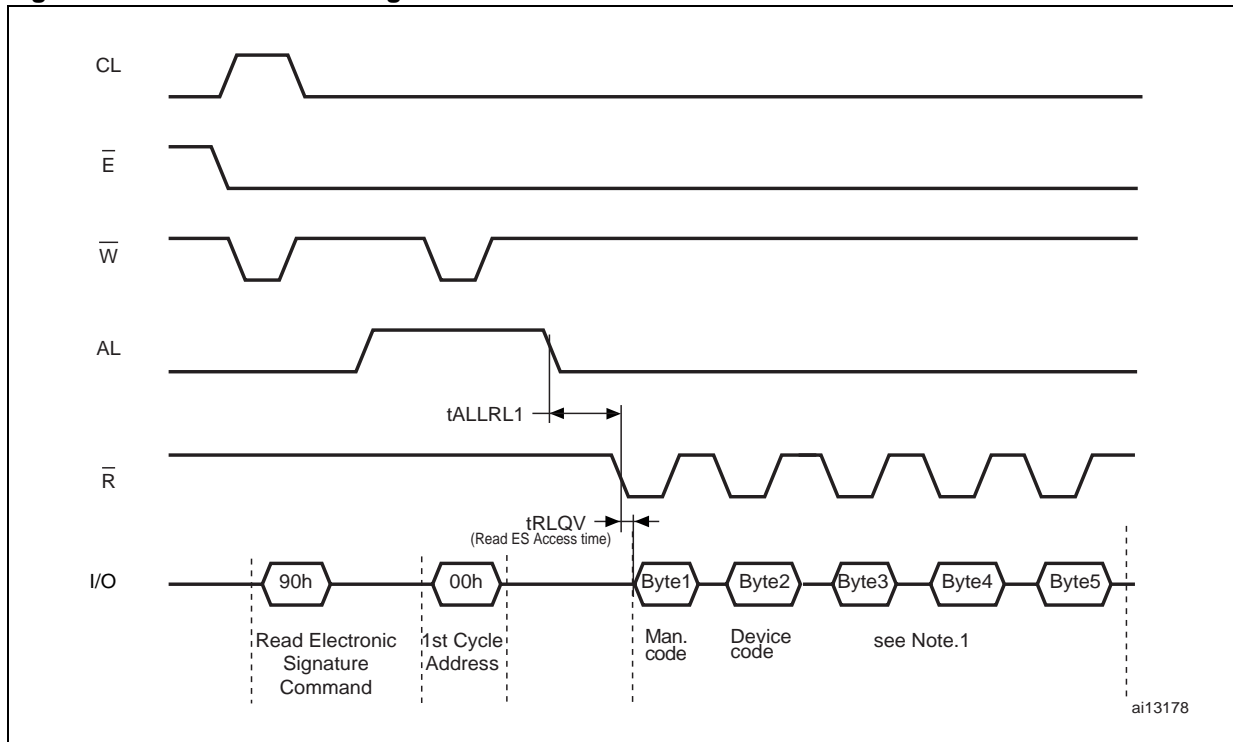 CL
E
W
AL
tALLRL1
R
tRLQV
(Read ES Access time)
I/O
90h
00h
Byte1
Byte2
Byte3
Byte4
Byte5
Read Electronic
Signature
Command
1st Cycle
Address
Man.
code
Device
code
see Note.1
ai13178